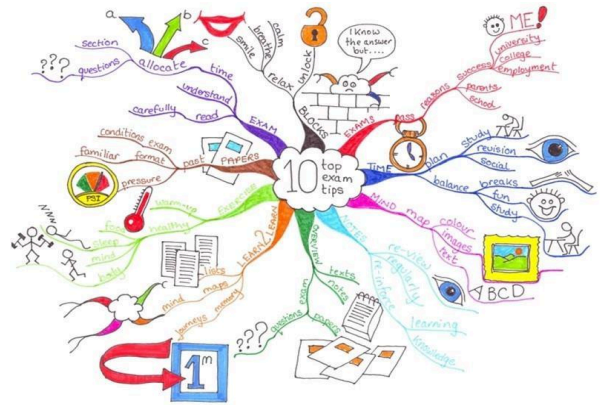 10 top
exam
tips
BLOCKS
unlock
relax
smile
breathe
calm
I know
the answer
but....
EXAMS
pass
reasons
success
ME!
university
college
employment
parents
school
TIME
plan
study
revision
social
balance
breaks
fun
study
MIND map
colour
images
text
ABCD
re-view
regularly
re-inforce
learning
knowledge
OVERVIEW
texts
notes
exam
papers
questions
???
LEARN?
LEARN
lists
mind maps
journeys memory
1m
EXERCISE
healthy
food
sleep
mind
body
PAPERS
past
exam
conditions
format
familiar
pressure
PSI
EXAM
time
allocate
a
b
c
section
questions
???
understand
read
carefully